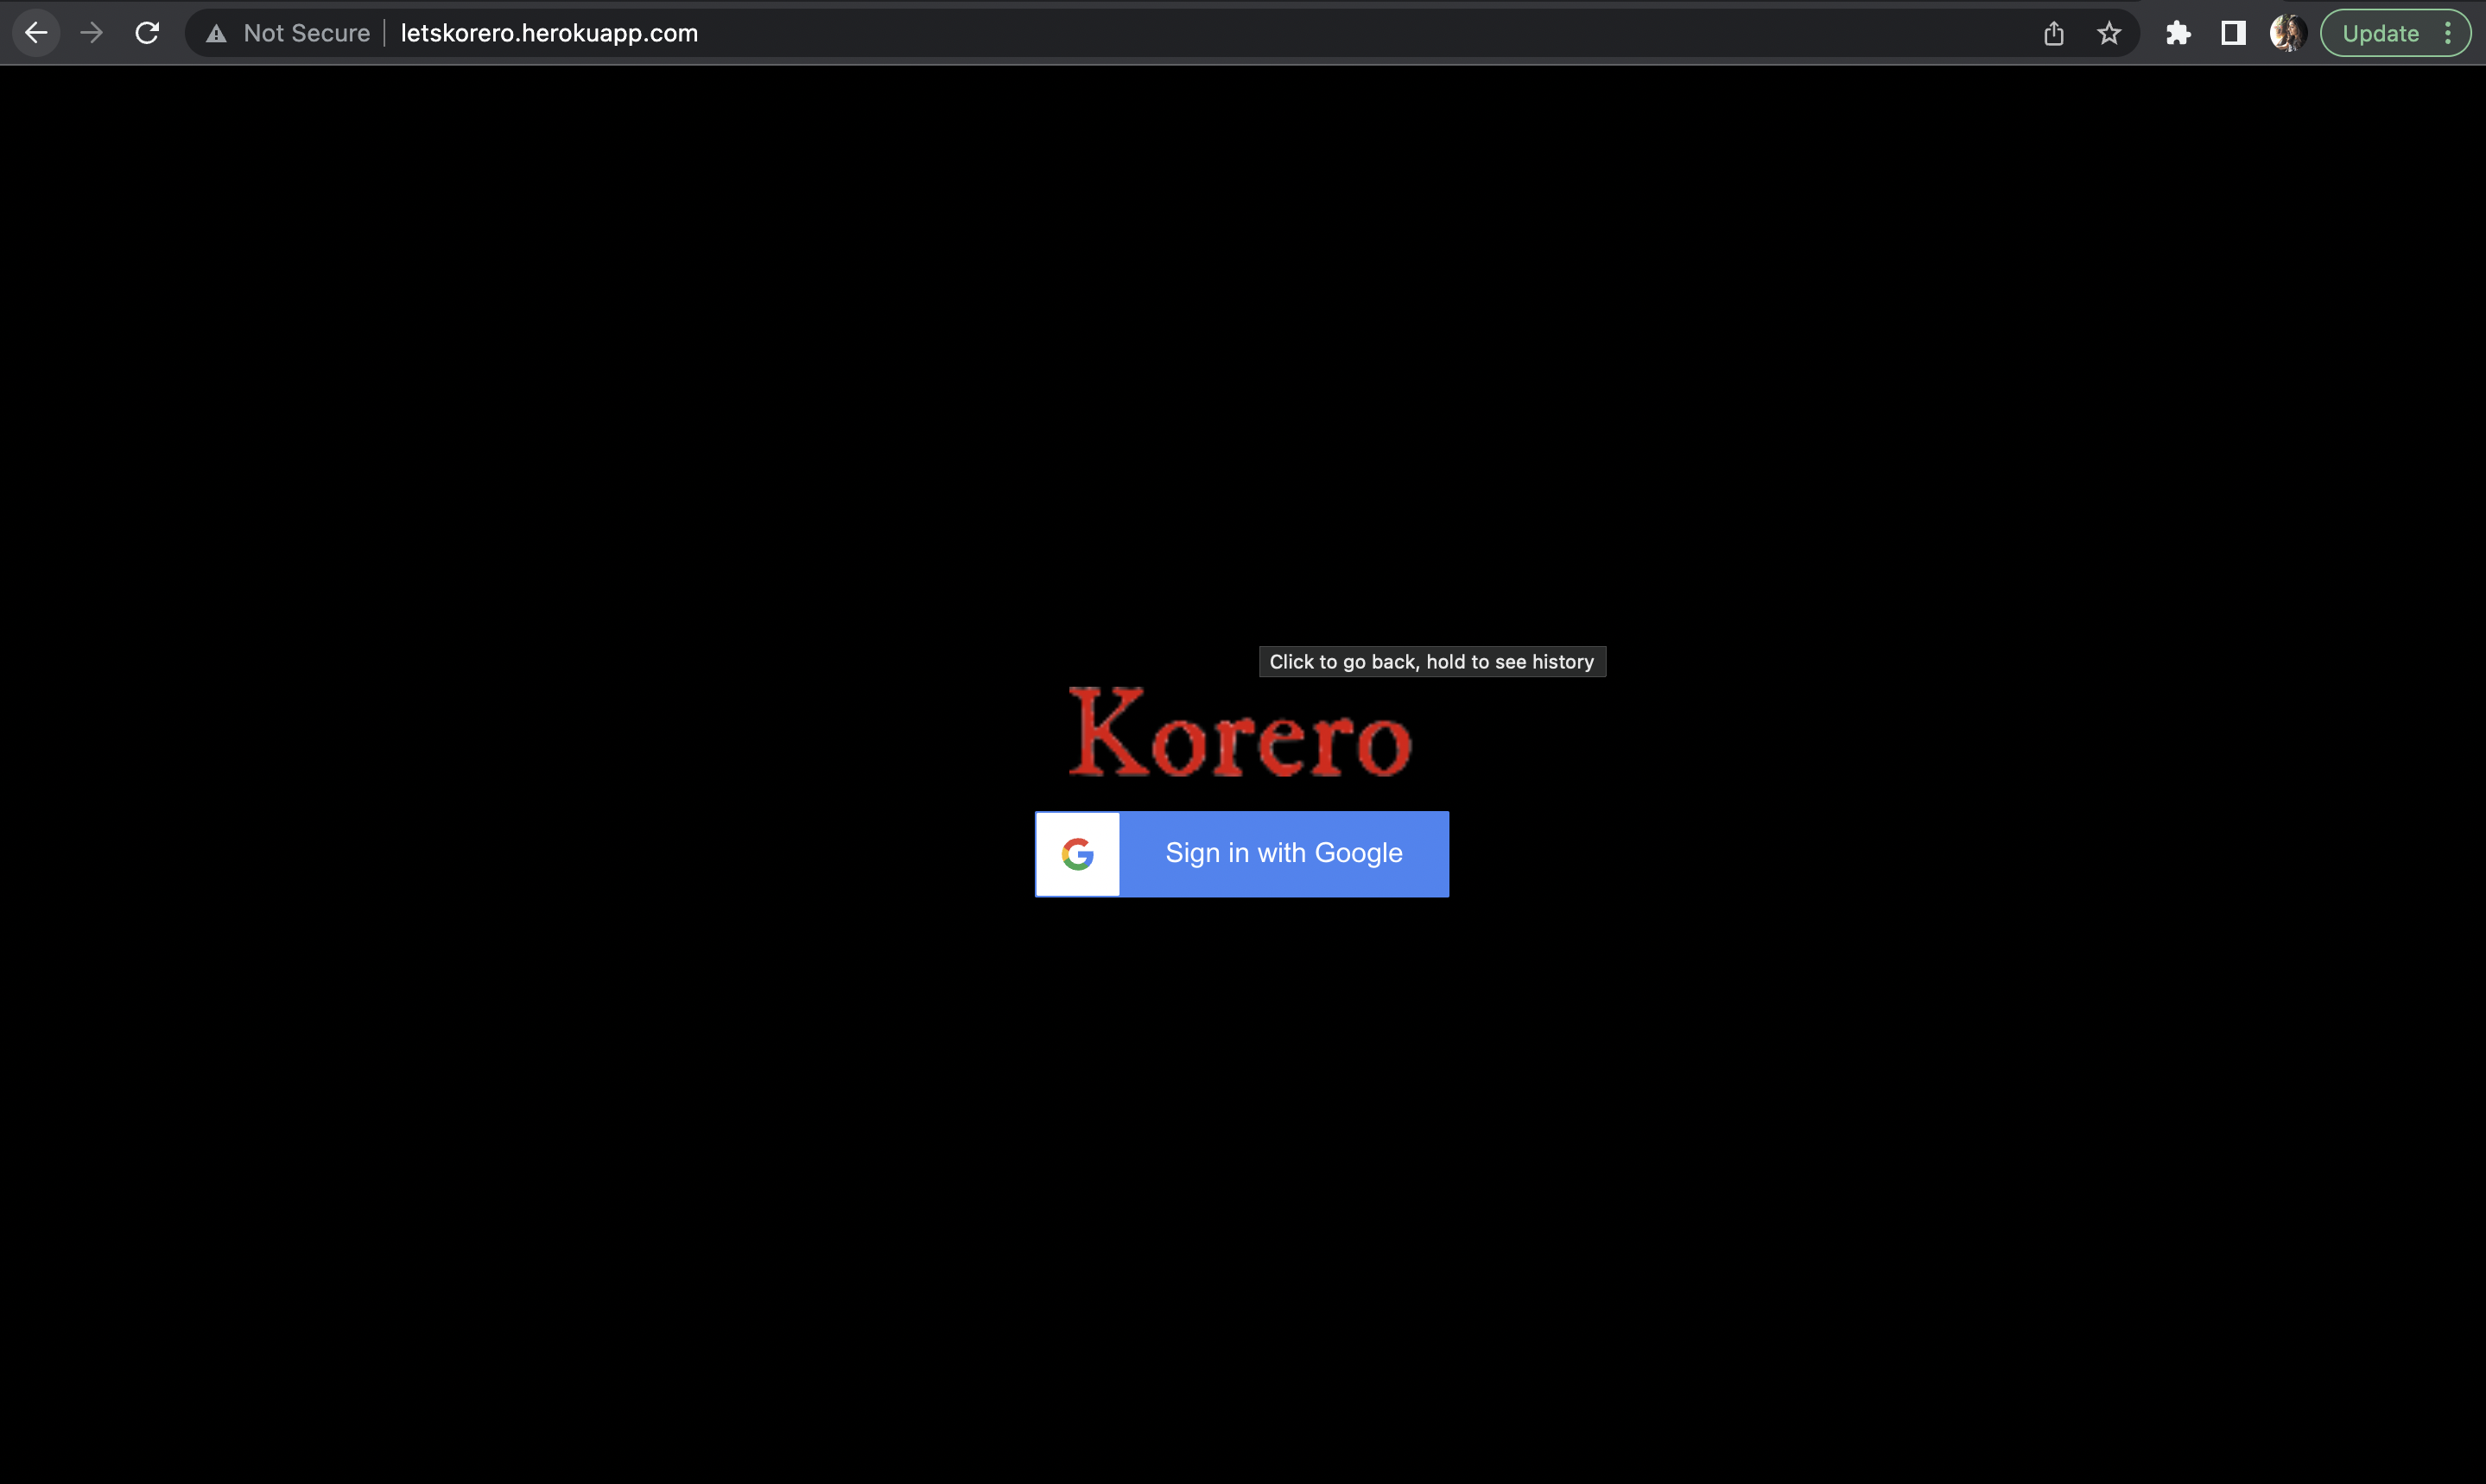 Not Secure letskorero.herokuapp.com Update
Click to go back, hold to see history
Korero
Sign in with Google